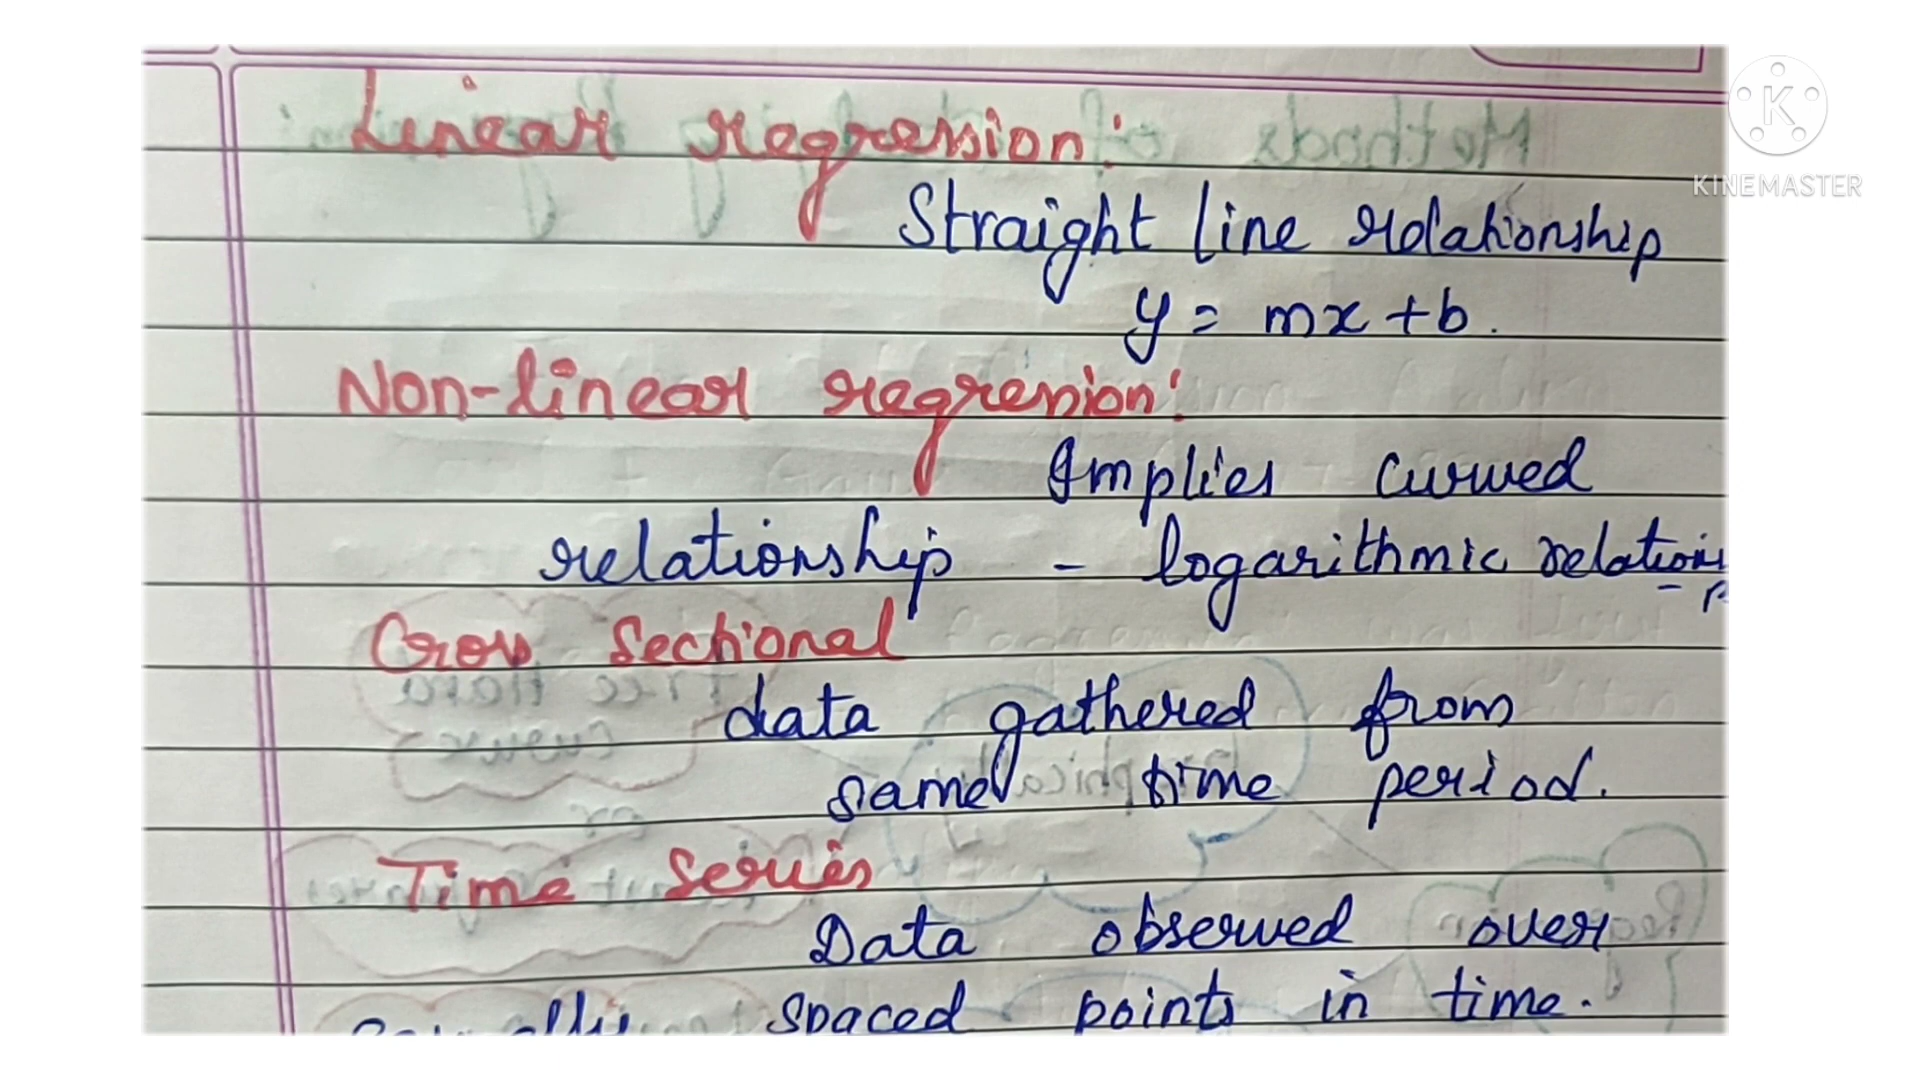 Linear regression:
Straight line relationship
y = mx + b.
Non-linear regression:
Implies curved
relationship - logarithmic relations
Cross Sectional
data gathered from
same time period.
Time Series
Data observed over
spaced points in time.
KINEMASTER